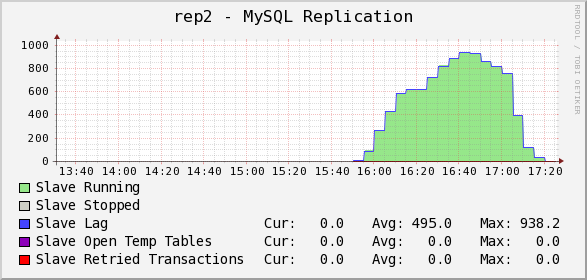 rep2 - MySQL Replication
RRDTOOL / TOBI OETIKER
1000
800
600
400
200
0
13:40 14:00 14:20 14:40 15:00 15:20 15:40 16:00 16:20 16:40 17:00 17:20
Slave Running
Slave Stopped
Slave Lag Cur: 0.0 Avg: 495.0 Max: 938.2
Slave Open Temp Tables Cur: 0.0 Avg: 0.0 Max: 0.0
Slave Retried Transactions Cur: 0.0 Avg: 0.0 Max: 0.0